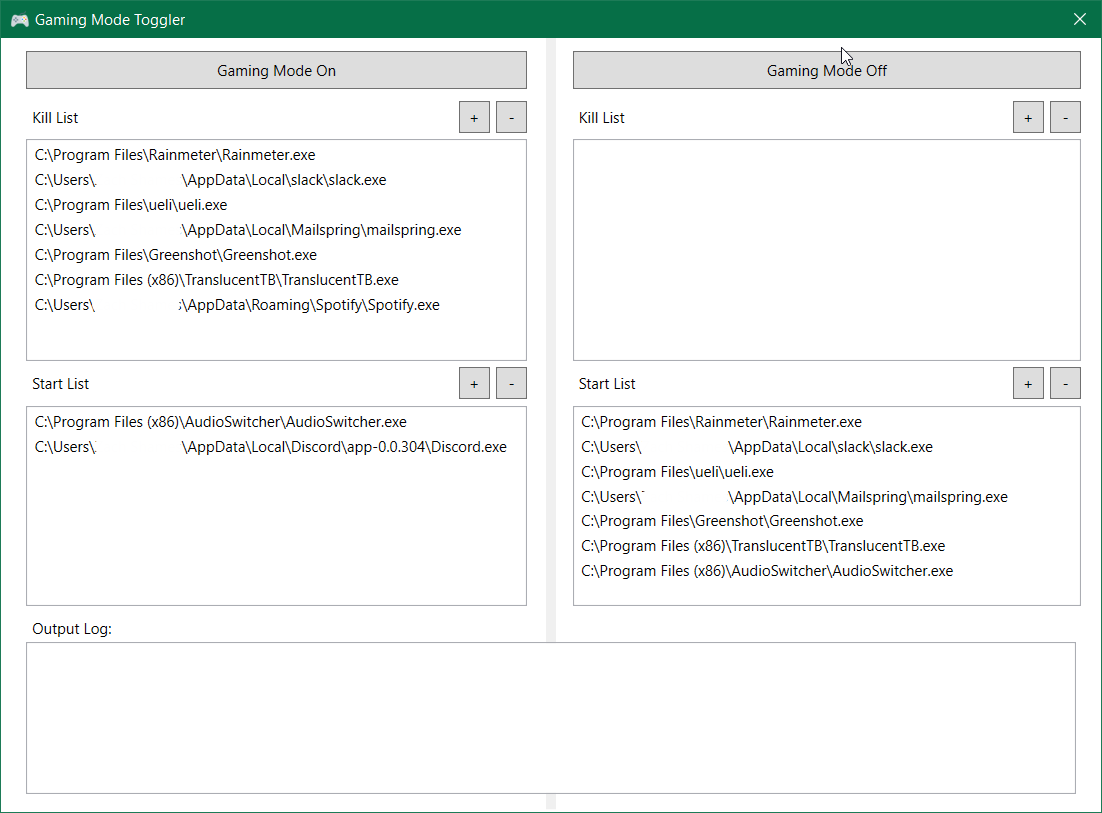 Gaming Mode Toggler
Gaming Mode On
Kill List
+ -
C:\Program Files\Rainmeter\Rainmeter.exe
C:\Users\ \AppData\Local\slack\slack.exe
C:\Program Files\ueli\ueli.exe
C:\Users\ \AppData\Local\Mailspring\mailspring.exe
C:\Program Files\Greenshot\Greenshot.exe
C:\Program Files (x86)\TranslucentTB\TranslucentTB.exe
C:\Users\ \AppData\Roaming\Spotify\Spotify.exe
Start List
+ -
C:\Program Files (x86)\AudioSwitcher\AudioSwitcher.exe
C:\Users\ \AppData\Local\Discord\app-0.0.304\Discord.exe
Gaming Mode Off
Kill List
+ -
Start List
+ -
C:\Program Files\Rainmeter\Rainmeter.exe
C:\Users\ \AppData\Local\slack\slack.exe
C:\Program Files\ueli\ueli.exe
C:\Users\ \AppData\Local\Mailspring\mailspring.exe
C:\Program Files\Greenshot\Greenshot.exe
C:\Program Files (x86)\TranslucentTB\TranslucentTB.exe
C:\Program Files (x86)\AudioSwitcher\AudioSwitcher.exe
Output Log: